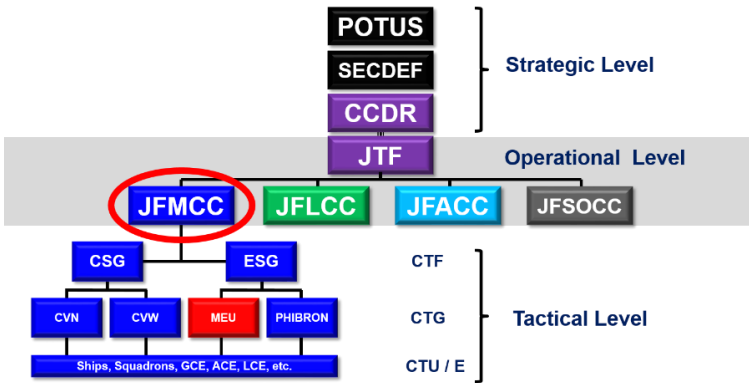 POTUS
SECDEF
Strategic Level
CCDR
JTF
Operational Level
JFMCC
JFLCC
JFACC
JFSOCC
CSG
ESG
CTF
CVN
CVW
MEU
PHIBRON
CTG
Tactical Level
Ships, Squadrons, GCE, ACE, LCE, etc.
CTU / E